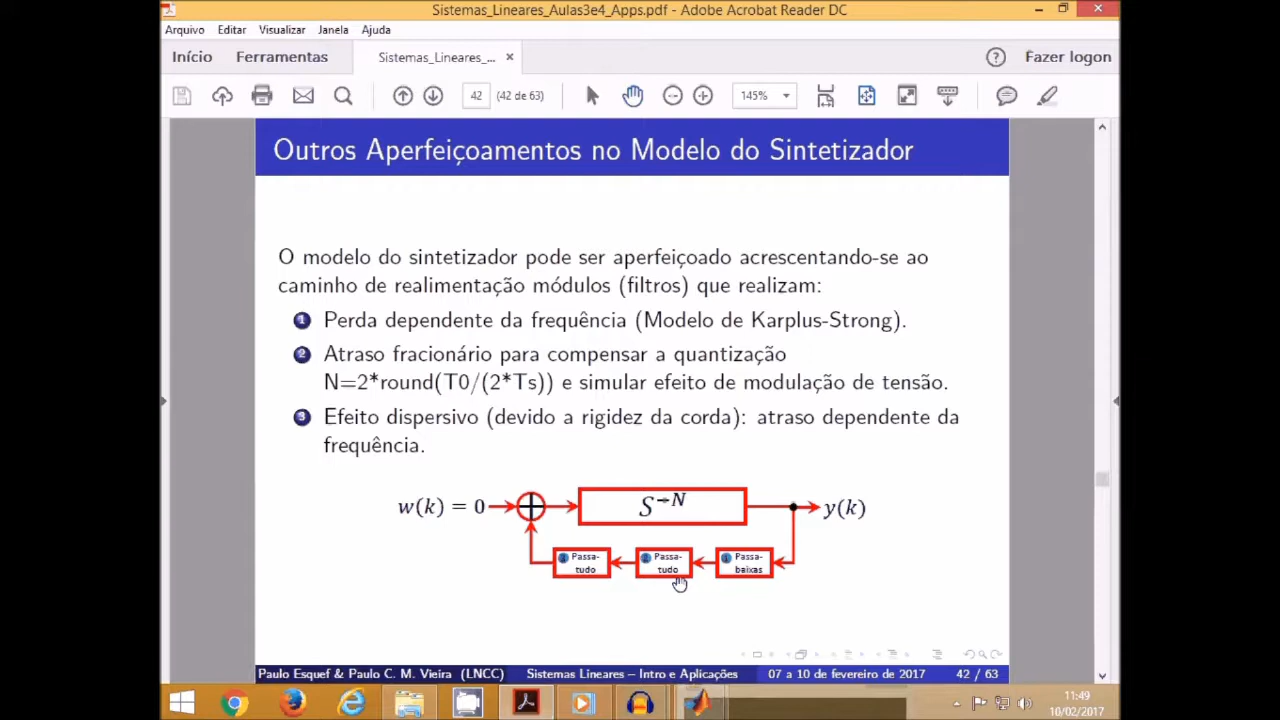 Sistemas_Lineares_Aulas3e4_Apps.pdf - Adobe Acrobat Reader DC
Arquivo Editar Visualizar Janela Ajuda
Início Ferramentas Sistemas_Lineares_... × Fazer logon
42 (42 de 63) 145%
Outros Aperfeiçoamentos no Modelo do Sintetizador
O modelo do sintetizador pode ser aperfeiçoado acrescentando-se ao
caminho de realimentação módulos (filtros) que realizam:
1 Perda dependente da frequência (Modelo de Karplus-Strong).
2 Atraso fracionário para compensar a quantização
N=2*round(T0/(2*Ts)) e simular efeito de modulação de tensão.
3 Efeito dispersivo (devido a rigidez da corda): atraso dependente da
frequência.
w(k) = 0 S^-N y(k)
3 Passa-tudo 2 Passa-tudo 1 Passa-baixas
Paulo Esquef & Paulo C. M. Vieira (LNCC) Sistemas Lineares – Intro e Aplicações 07 a 10 de fevereiro de 2017 42 / 63
11:49
10/02/2017